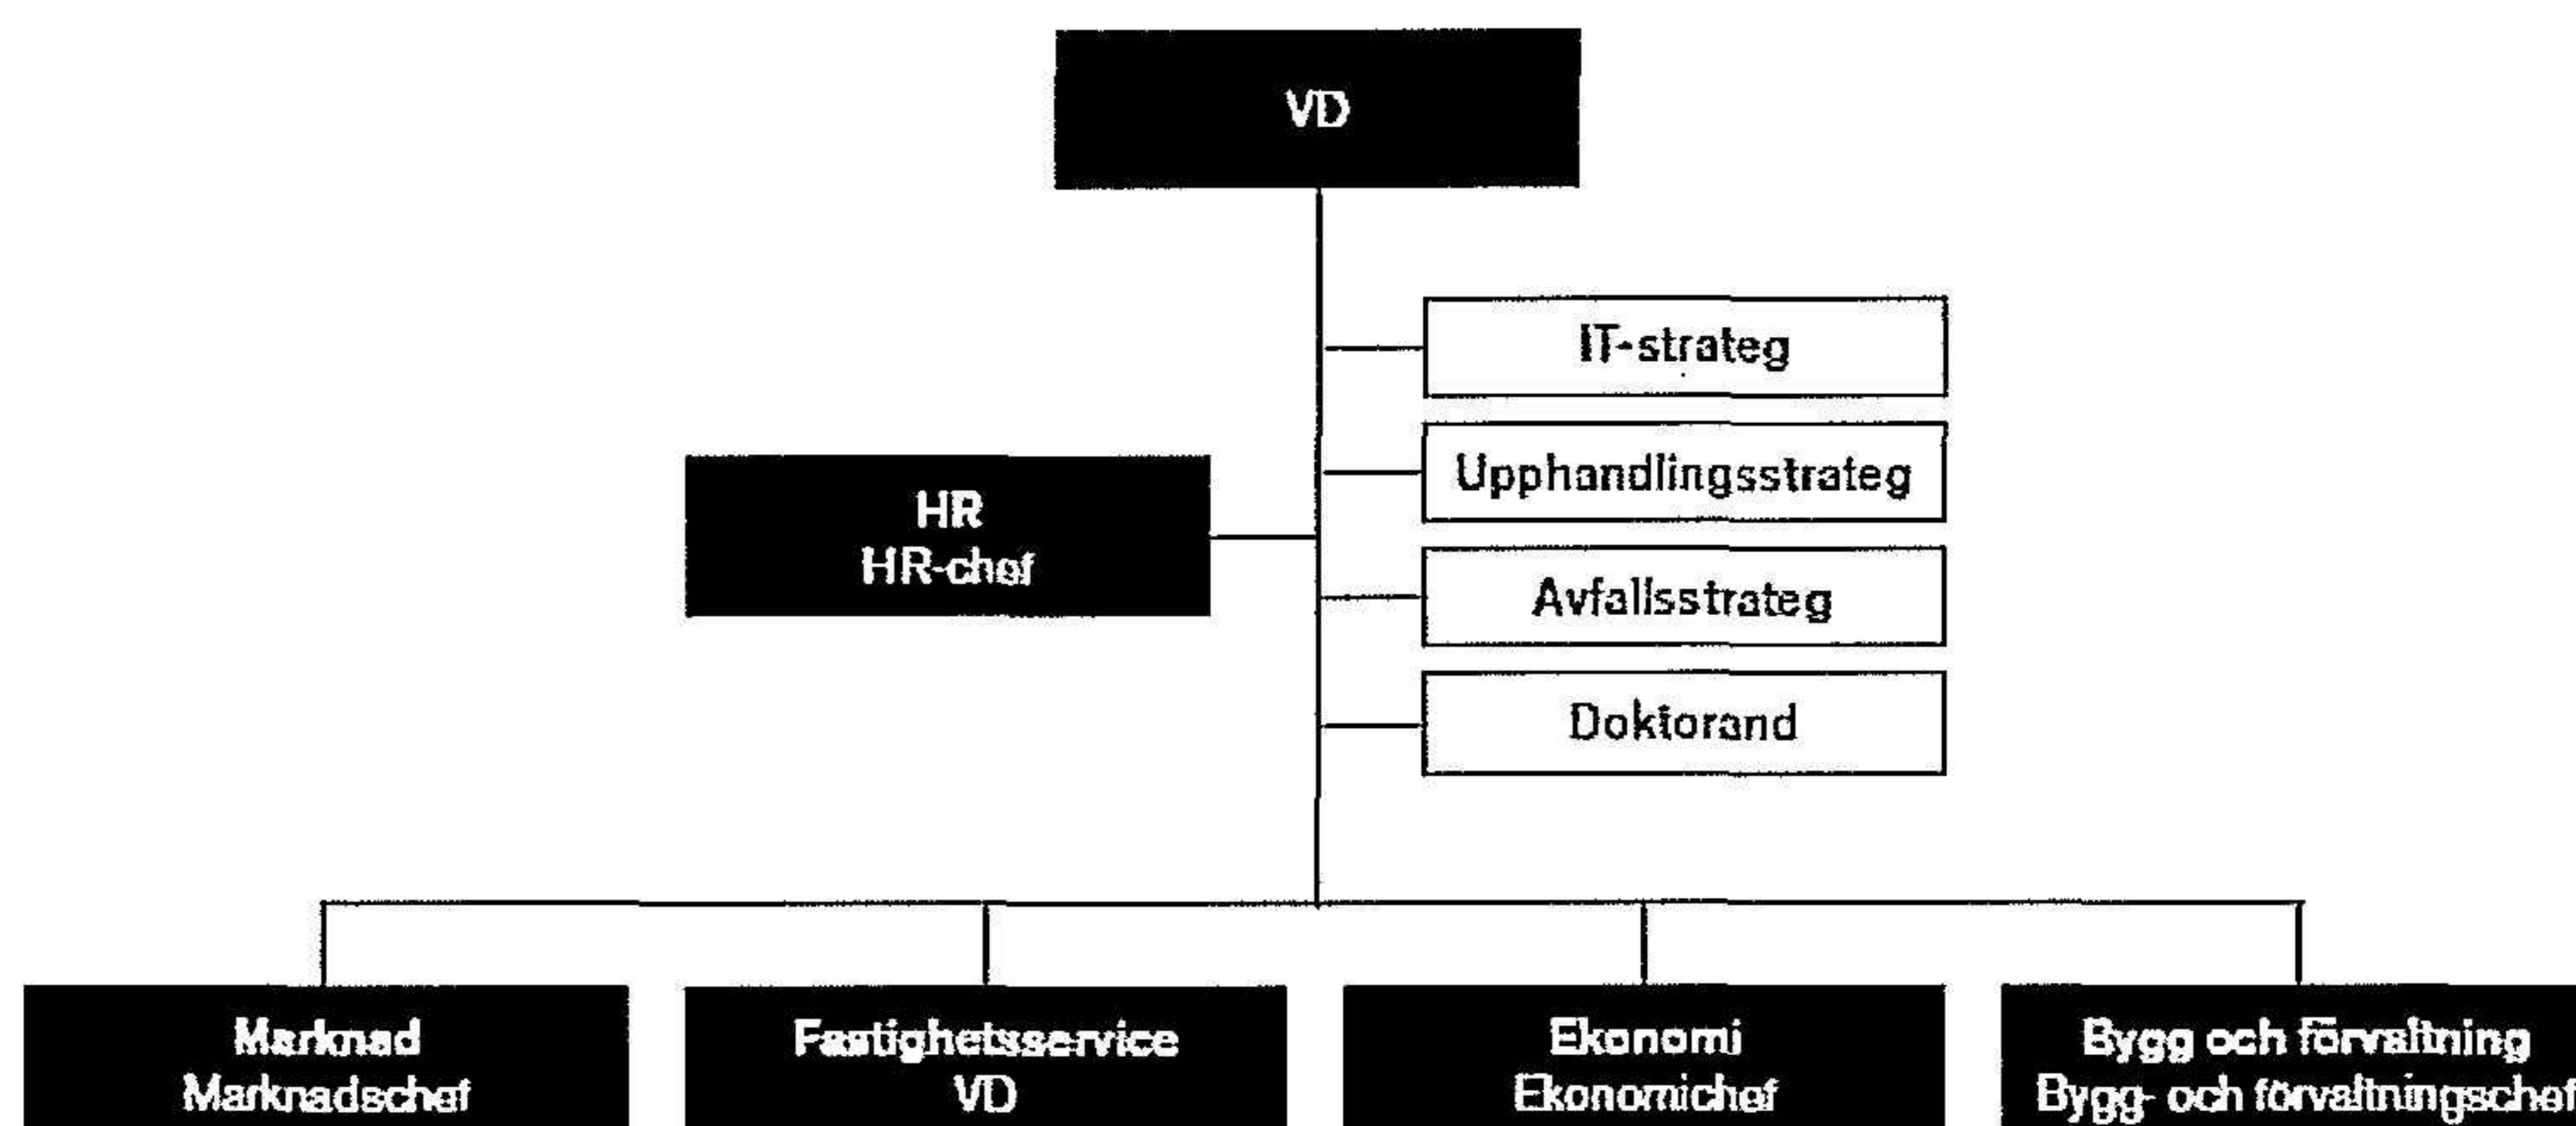 VD
IT-strateg
Upphandlingsstrateg
HR
HR-chef
Avfallsstrateg
Doktorand
Marknad
Marknadschef
Fastighetsservice
VD
Ekonomi
Ekonomichef
Bygg och förvaltning
Bygg- och förvaltningschef